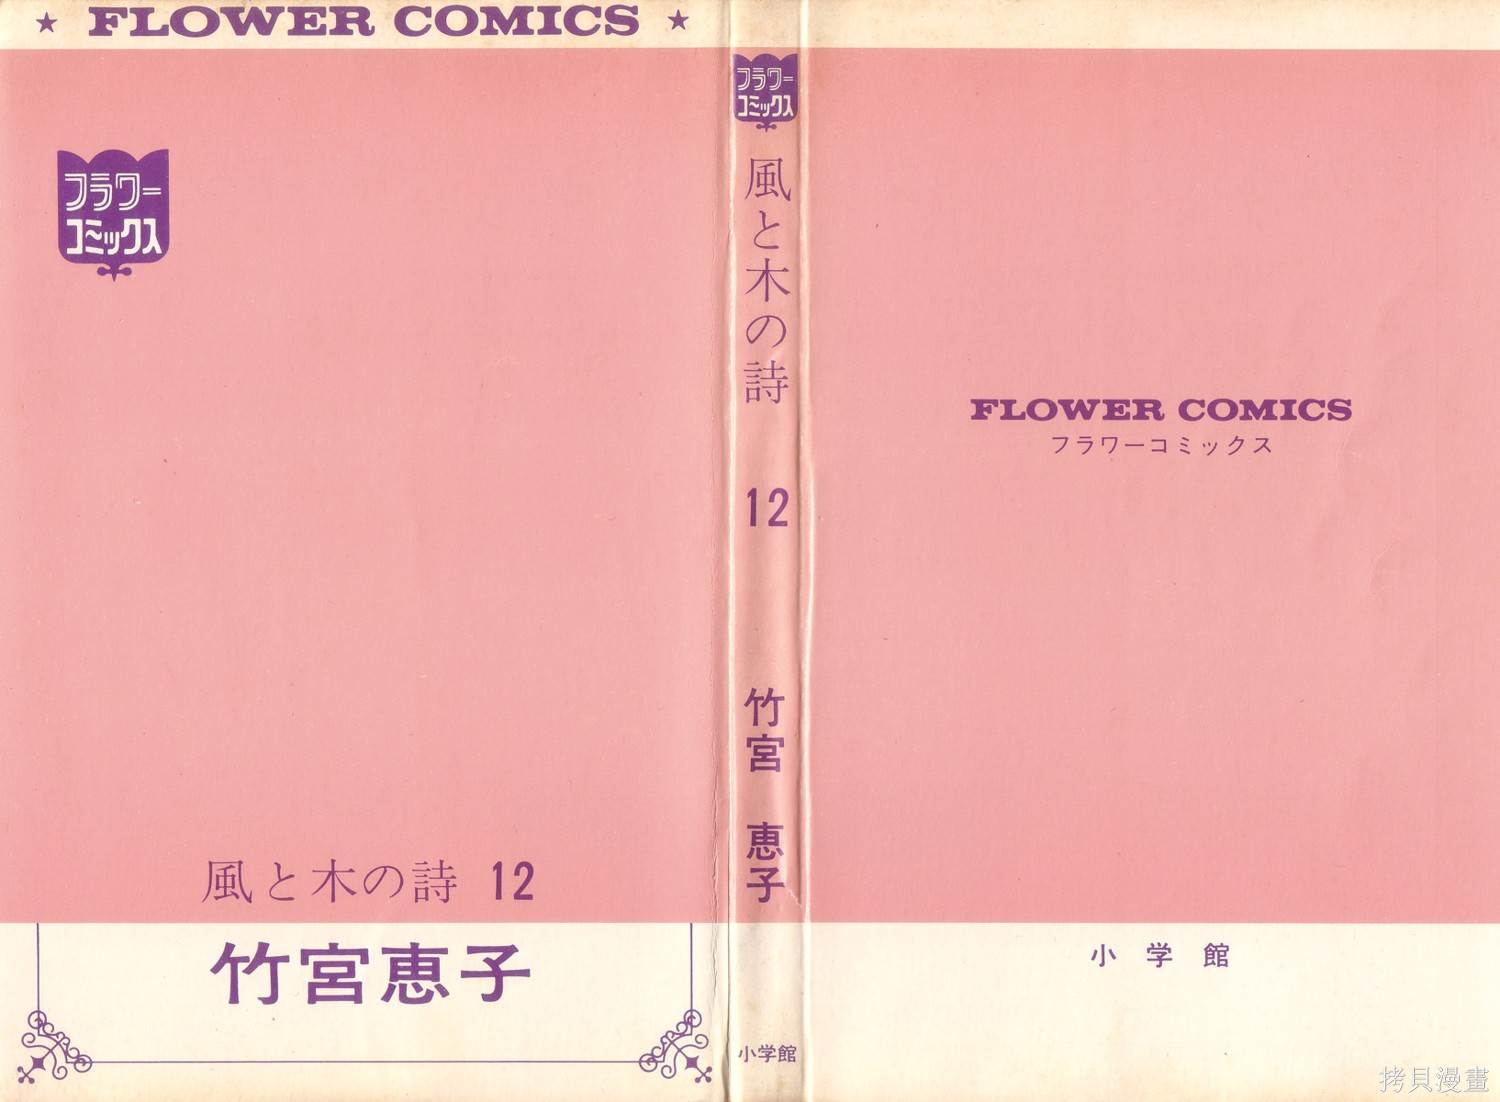 ★ FLOWER COMICS ★
フラワー
コミックス
風と木の詩 12
竹宮恵子
フラワー
コミックス
風と木の詩
12
竹宮 恵子
小学館
FLOWER COMICS
フラワーコミックス
小学館
拷貝漫畫